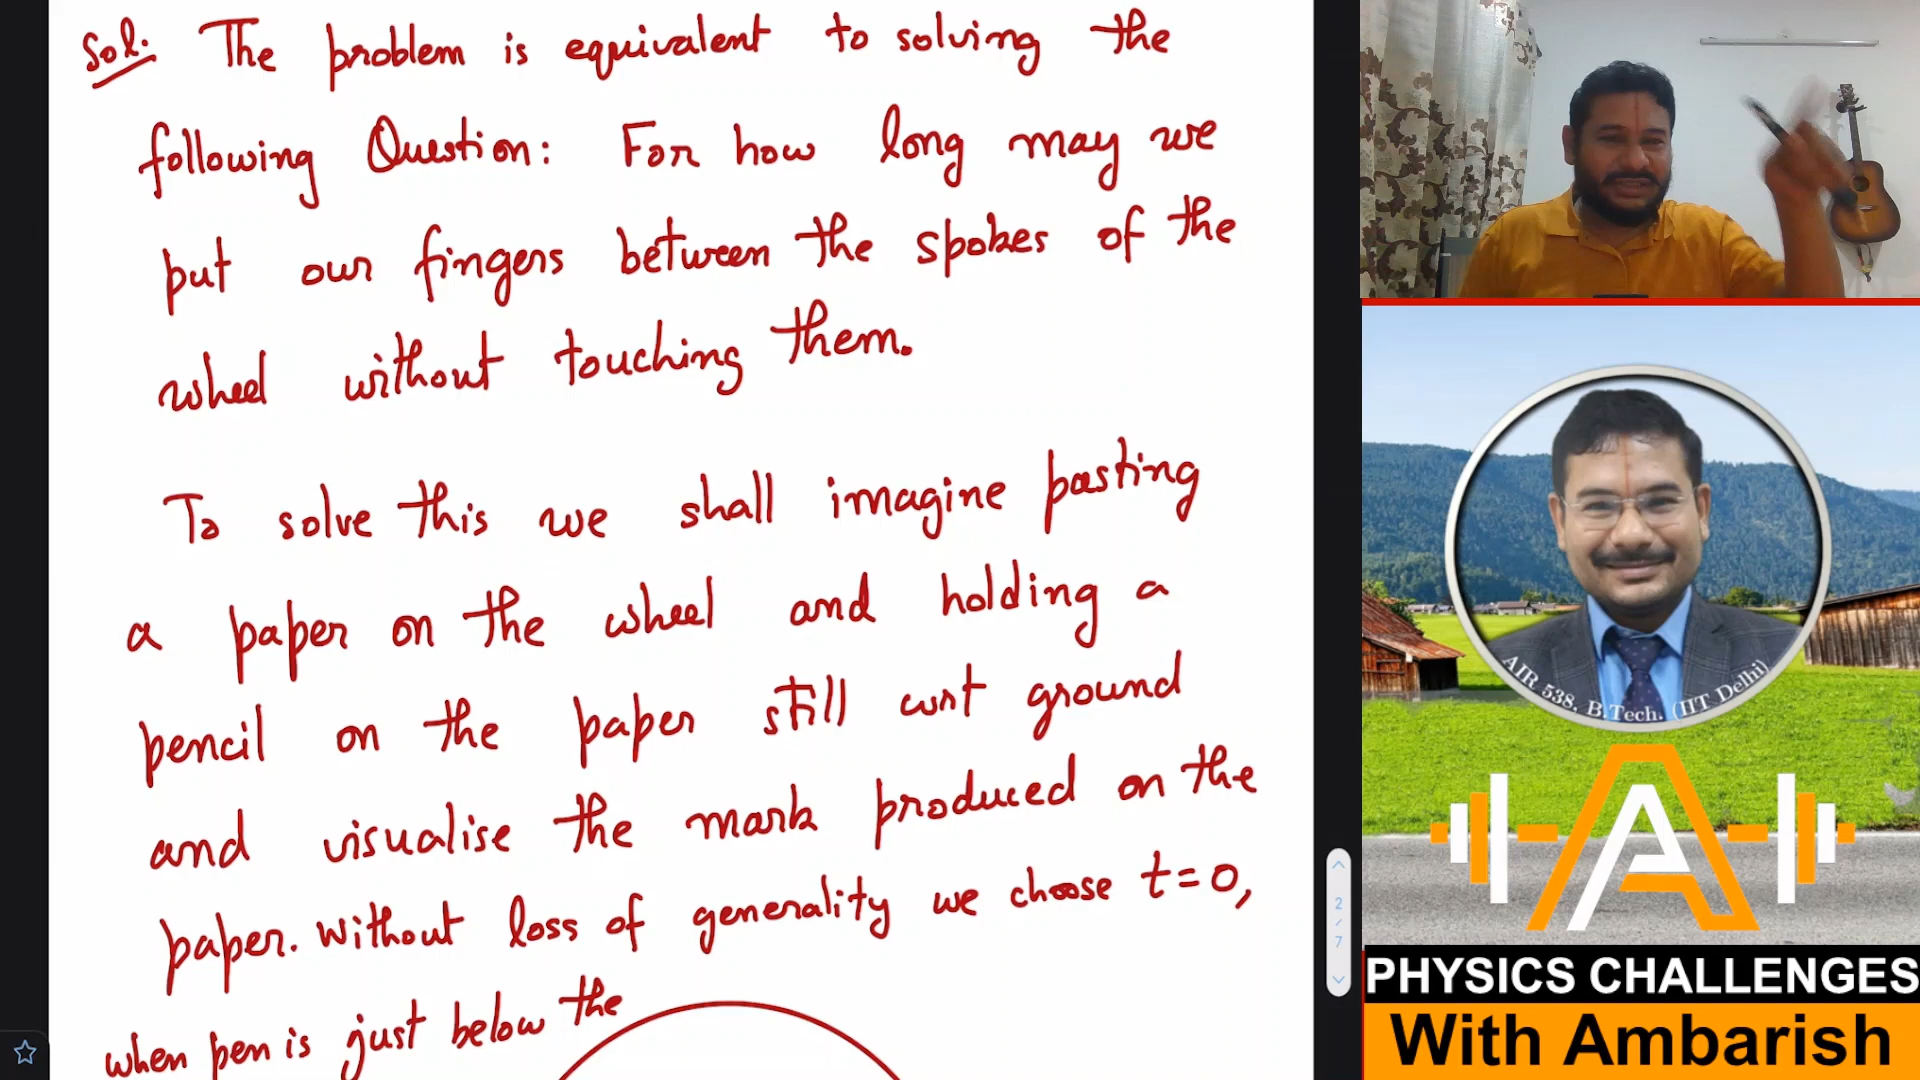 Sol. The problem is equivalent to solving the
following Question: For how long may we
put our fingers between the spokes of the
wheel without touching them.
To solve this we shall imagine pasting
a paper on the wheel and holding a
pencil on the paper still wrt ground
and visualise the mark produced on the
paper. Without loss of generality we choose t=0,
when pen is just below the
2
/
7
AIR 538, B.Tech. (IIT Delhi)
A
PHYSICS CHALLENGES
With Ambarish